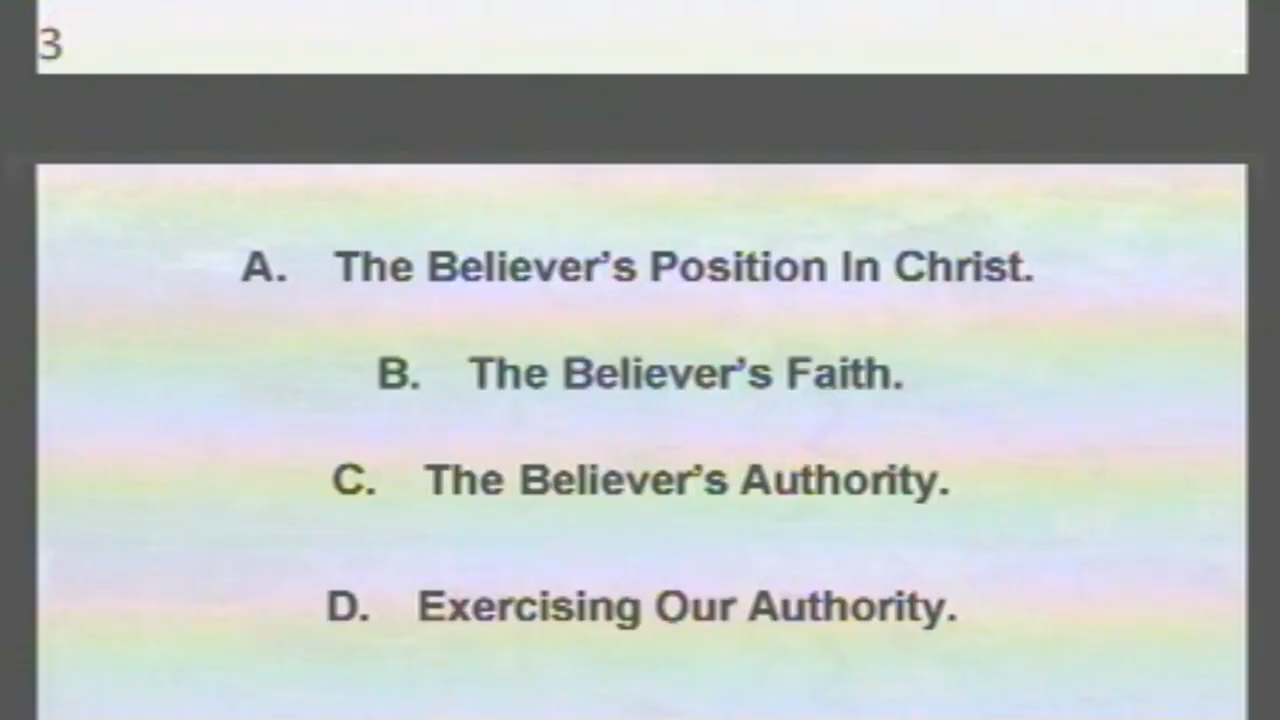 3
A. The Believer’s Position In Christ.
B. The Believer’s Faith.
C. The Believer’s Authority.
D. Exercising Our Authority.